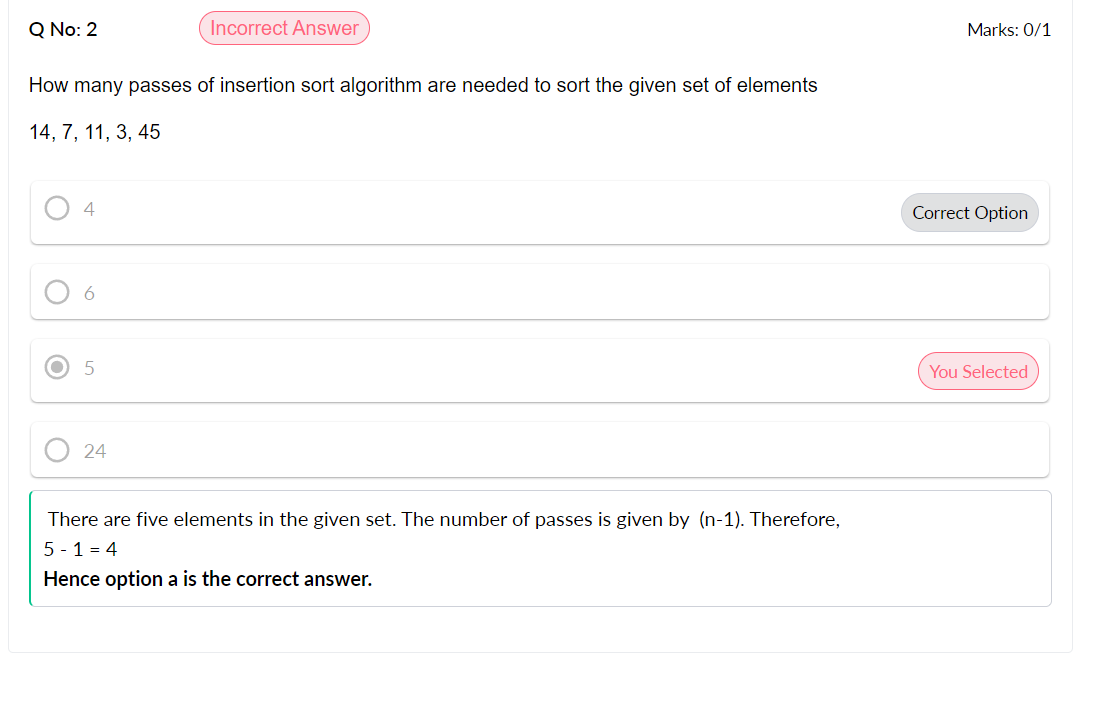 Q No: 2 Incorrect Answer Marks: 0/1
How many passes of insertion sort algorithm are needed to sort the given set of elements
14, 7, 11, 3, 45
4 Correct Option
6
5 You Selected
24
There are five elements in the given set. The number of passes is given by (n-1). Therefore,
5 - 1 = 4
Hence option a is the correct answer.